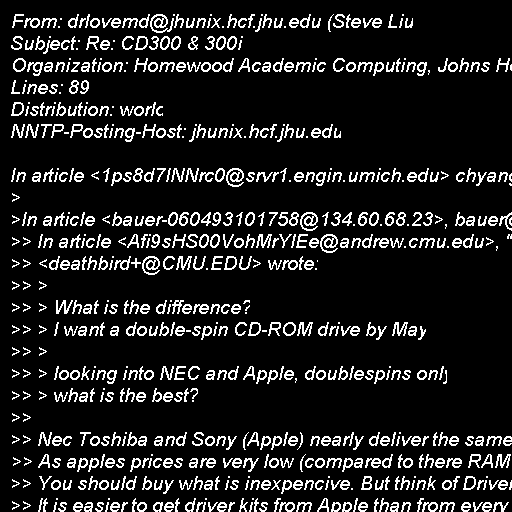 From: drlovemd@jhunix.hcf.jhu.edu (Steve Liu
Subject: Re: CD300 & 300i
Organization: Homewood Academic Computing, Johns Ho
Lines: 89
Distribution: world
NNTP-Posting-Host: jhunix.hcf.jhu.edu

In article <1ps8d7INNrc0@srvr1.engin.umich.edu> chyang
>
>In article <bauer-060493101758@134.60.68.23>, bauer@
>> In article <Afi9sHS00VohMrYlEe@andrew.cmu.edu>, "
>> <deathbird+@CMU.EDU> wrote:
>> >
>> > What is the difference?
>> > I want a double-spin CD-ROM drive by May
>> >
>> > looking into NEC and Apple, doublespins only
>> > what is the best?
>>
>> Nec Toshiba and Sony (Apple) nearly deliver the same
>> As apples prices are very low (compared to there RAM
>> You should buy what is inexpencive. But think of Driver
>> It is easier to get driver kits from Apple than from every